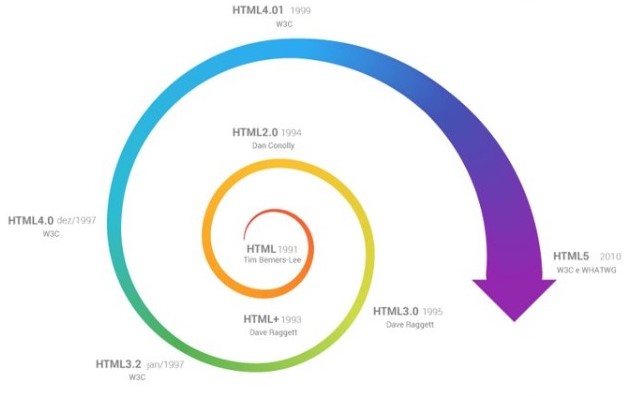 HTML4.01 1999
W3C
HTML2.0 1994
Dan Conolly
HTML4.0 dez/1997
W3C
HTML 1991
Tim Berners-Lee
HTML5 2010
W3C e WHATWG
HTML+ 1993
Dave Raggett
HTML3.0 1995
Dave Raggett
HTML3.2 jan/1997
W3C